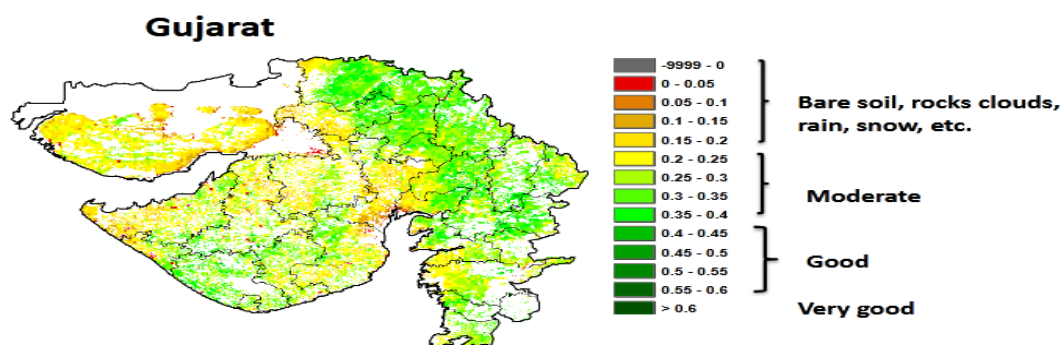 Gujarat
-9999 - 0
0 - 0.05
0.05 - 0.1
0.1 - 0.15
0.15 - 0.2
0.2 - 0.25
0.25 - 0.3
0.3 - 0.35
0.35 - 0.4
0.4 - 0.45
0.45 - 0.5
0.5 - 0.55
0.55 - 0.6
> 0.6
Bare soil, rocks clouds,
rain, snow, etc.
Moderate
Good
Very good